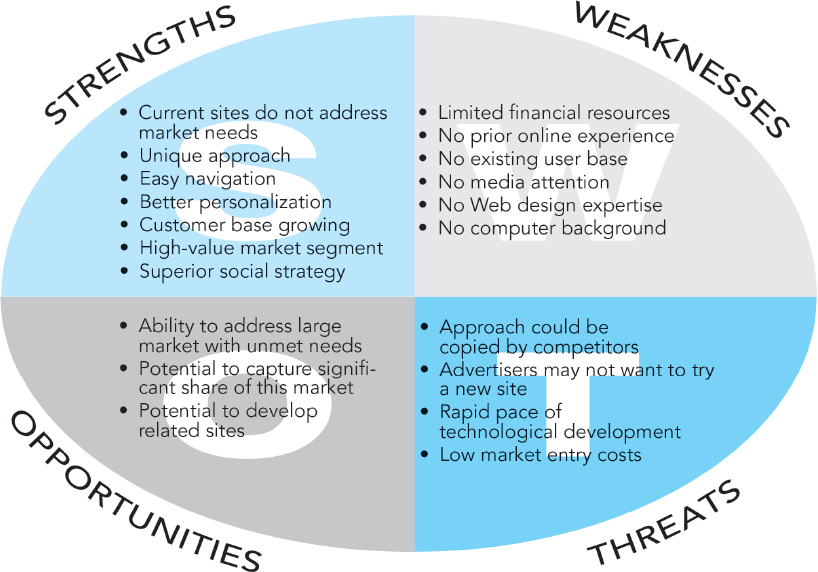 STRENGTHS
• Current sites do not address
market needs
• Unique approach
• Easy navigation
• Better personalization
• Customer base growing
• High-value market segment
• Superior social strategy
S
WEAKNESSES
• Limited financial resources
• No prior online experience
• No existing user base
• No media attention
• No Web design expertise
• No computer background
W
OPPORTUNITIES
• Ability to address large
market with unmet needs
• Potential to capture signifi-
cant share of this market
• Potential to develop
related sites
O
THREATS
• Approach could be
copied by competitors
• Advertisers may not want to try
a new site
• Rapid pace of
technological development
• Low market entry costs
T